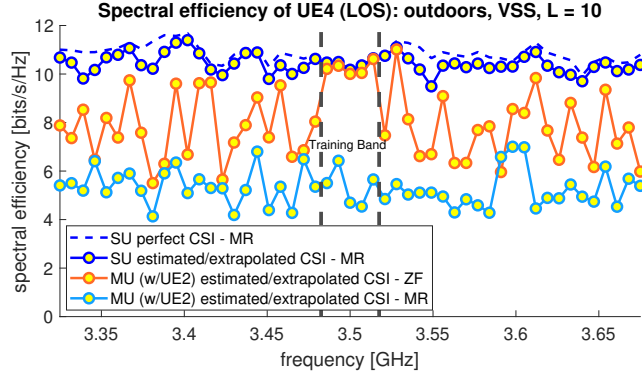 Spectral efficiency of UE4 (LOS): outdoors, VSS, L = 10
spectral efficiency [bits/s/Hz]
12
10
8
6
4
2
0
Training Band
SU perfect CSI - MR
SU estimated/extrapolated CSI - MR
MU (w/UE2) estimated/extrapolated CSI - ZF
MU (w/UE2) estimated/extrapolated CSI - MR
3.35 3.4 3.45 3.5 3.55 3.6 3.65
frequency [GHz]